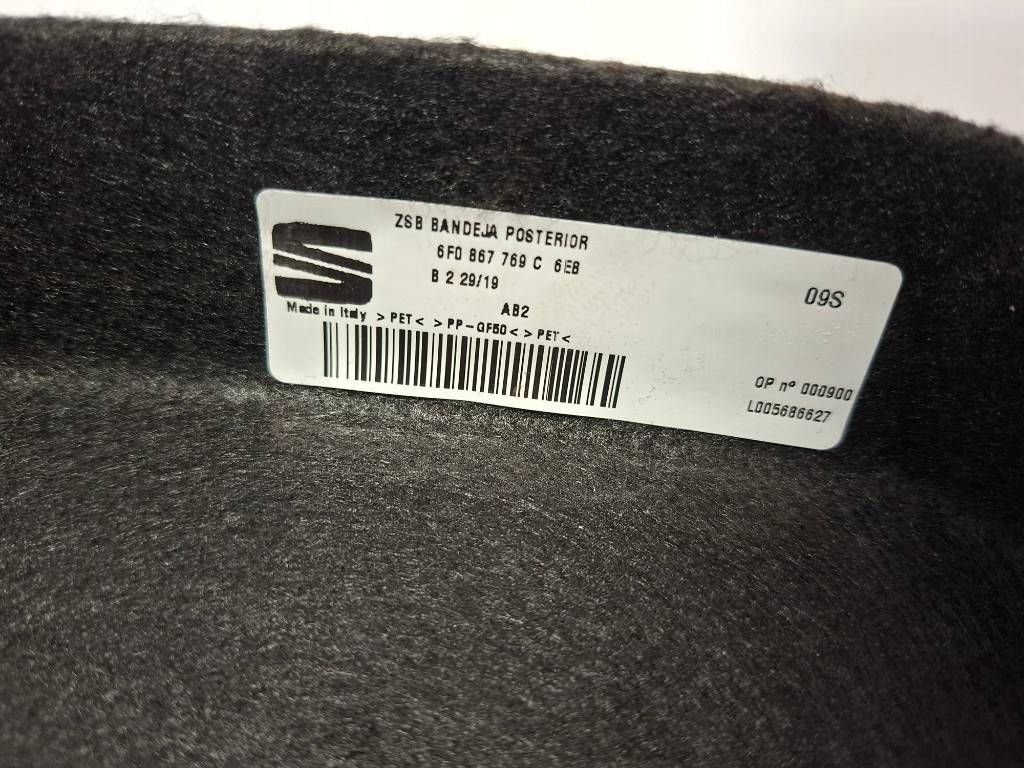 ZSB BANDEJA POSTERIOR
6F0 867 769 C 6EB
B 2 29/19
09S
AB2
Made in Italy >PET< >PP-GF50< >PET<
OP nº 000900
L005686627